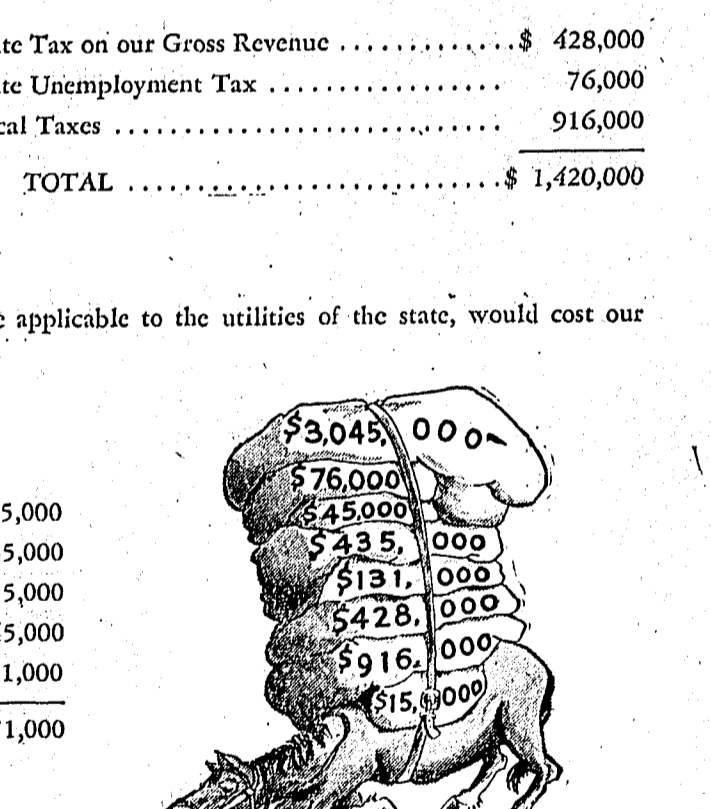 te Tax on our Gross Revenue . . . . . . . . . . . . . $ 428,000
te Unemployment Tax . . . . . . . . . . . . . . . . . 76,000
cal Taxes . . . . . . . . . . . . . . . . . . . . . . . 916,000
TOTAL . . . . . . . . . . . . . . . . . . . . . . . . $ 1,420,000
applicable to the utilities of the state, would cost our
$3,045,000
$76,000
$45,000
5,000
$435,000
5,000
$131,000
5,000
$428,000
5,000
$916,000
1,000
$15,000
1,000